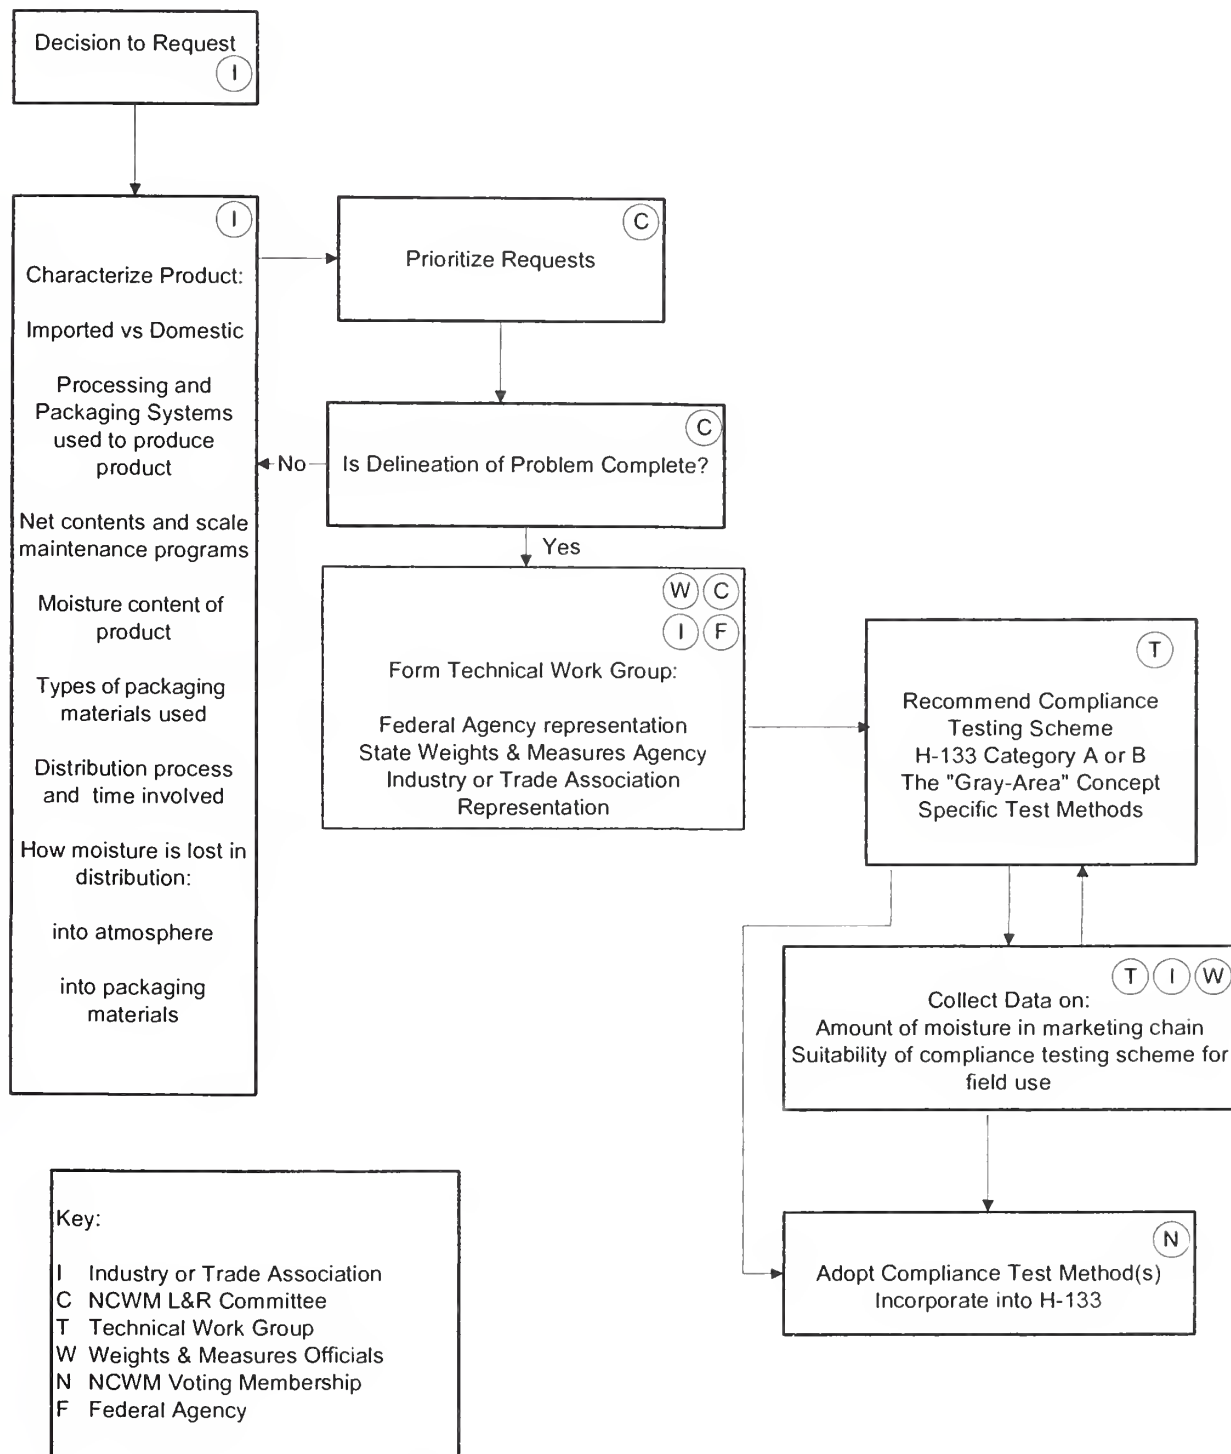 Decision to Request
I
I
Characterize Product:
Imported vs Domestic
Processing and
Packaging Systems
used to produce
product
Net contents and scale
maintenance programs
Moisture content of
product
Types of packaging
materials used
Distribution process
and time involved
How moisture is lost in
distribution:
into atmosphere
into packaging
materials
C
Prioritize Requests
C
Is Delineation of Problem Complete?
No
Yes
W C
I F
Form Technical Work Group:
Federal Agency representation
State Weights & Measures Agency
Industry or Trade Association
Representation
T
Recommend Compliance
Testing Scheme
H-133 Category A or B
The "Gray-Area" Concept
Specific Test Methods
T I W
Collect Data on:
Amount of moisture in marketing chain
Suitability of compliance testing scheme for
field use
N
Adopt Compliance Test Method(s)
Incorporate into H-133
Key:
I Industry or Trade Association
C NCWM L&R Committee
T Technical Work Group
W Weights & Measures Officials
N NCWM Voting Membership
F Federal Agency